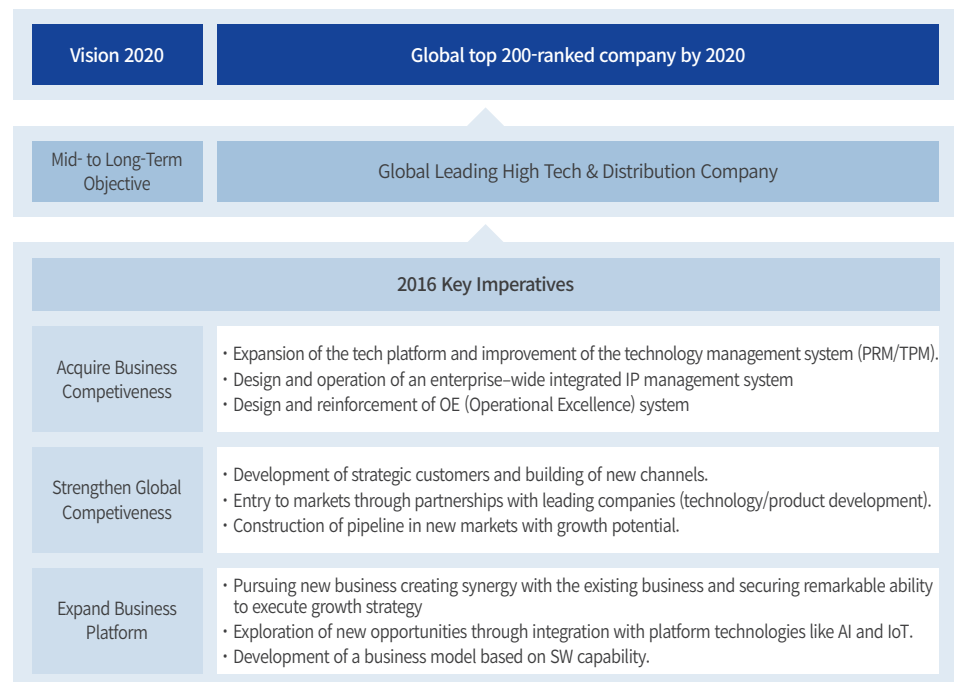 Vision 2020
Global top 200-ranked company by 2020
Mid- to Long-Term
Objective
Global Leading High Tech & Distribution Company
2016 Key Imperatives
Acquire Business
Competiveness
・Expansion of the tech platform and improvement of the technology management system (PRM/TPM).
・Design and operation of an enterprise–wide integrated IP management system
・Design and reinforcement of OE (Operational Excellence) system
Strengthen Global
Competiveness
・Development of strategic customers and building of new channels.
・Entry to markets through partnerships with leading companies (technology/product development).
・Construction of pipeline in new markets with growth potential.
Expand Business
Platform
・Pursuing new business creating synergy with the existing business and securing remarkable ability
to execute growth strategy
・Exploration of new opportunities through integration with platform technologies like AI and IoT.
・Development of a business model based on SW capability.